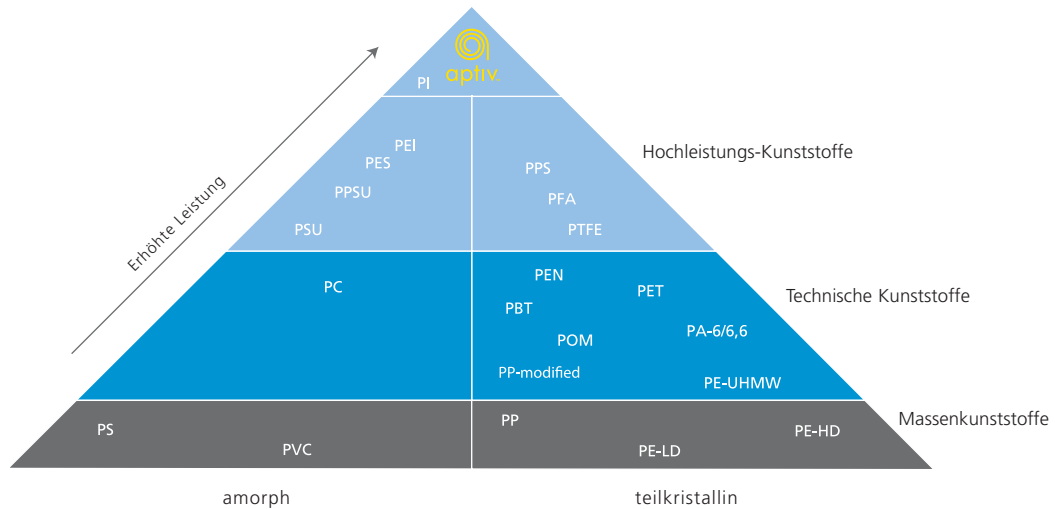 aptiv™
PI
PEI
PES
PPSU
PSU
PPS
PFA
PTFE
Hochleistungs-Kunststoffe
Erhöhte Leistung
PC
PEN
PET
PBT
PA-6/6,6
POM
PP-modified
PE-UHMW
Technische Kunststoffe
PS
PVC
PP
PE-LD
PE-HD
Massenkunststoffe
amorph
teilkristallin